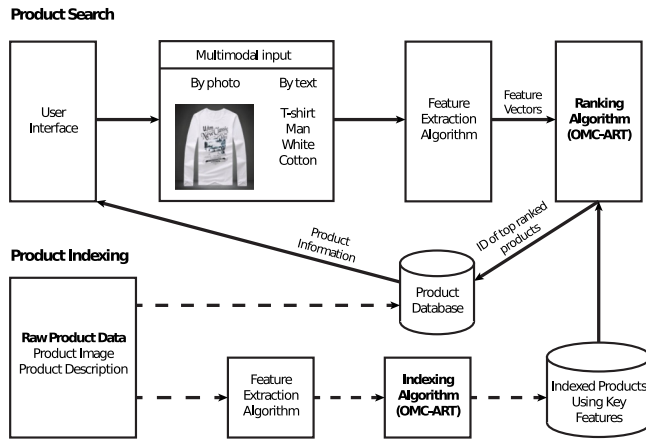 Product Search
Multimodal input
By photo
By text
User
Interface
T-shirt
Man
White
Cotton
Feature
Extraction
Algorithm
Feature
Vectors
Ranking
Algorithm
(OMC-ART)
Product
Information
ID of top ranked
products
Product Indexing
Product
Database
Raw Product Data
Product Image
Product Description
Feature
Extraction
Algorithm
Indexing
Algorithm
(OMC-ART)
Indexed Products
Using Key
Features